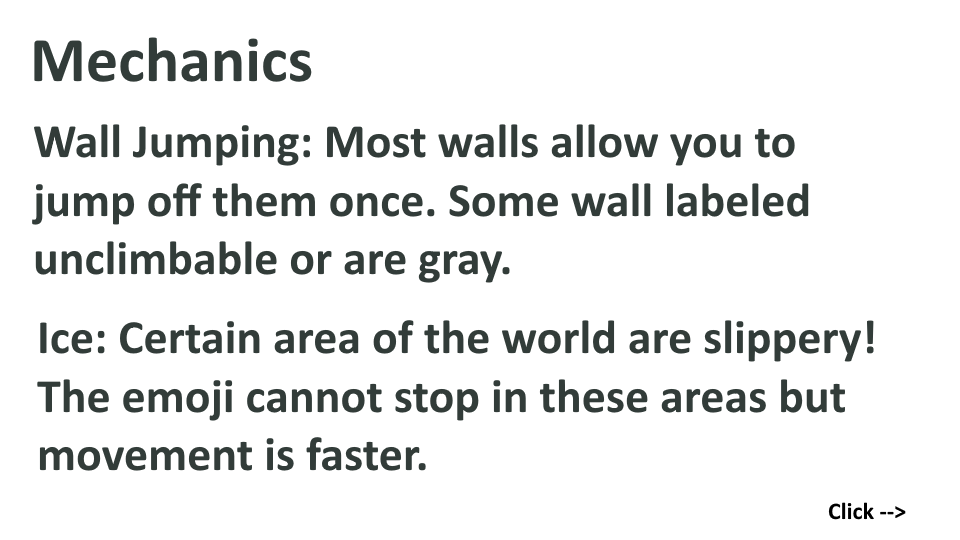 Mechanics
Wall Jumping: Most walls allow you to
jump off them once. Some wall labeled
unclimbable or are gray.
Ice: Certain area of the world are slippery!
The emoji cannot stop in these areas but
movement is faster.
Click -->